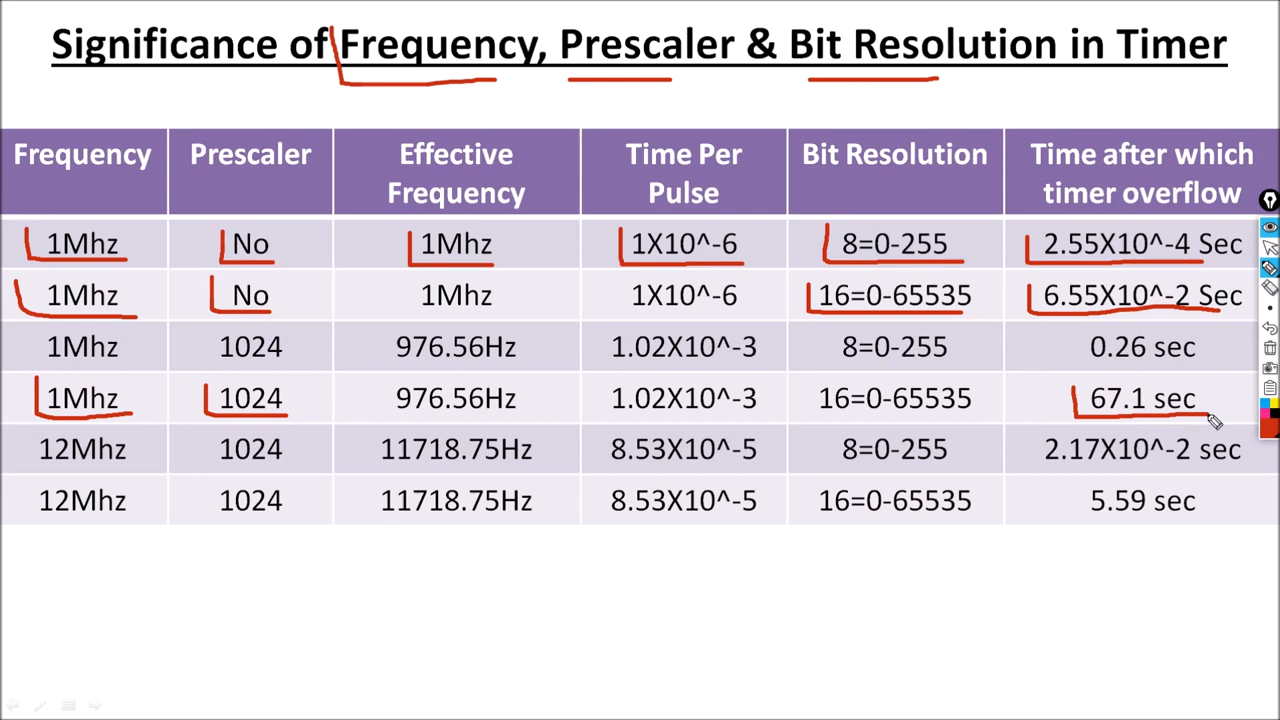 Significance of Frequency, Prescaler & Bit Resolution in Timer
Frequency Prescaler Effective Frequency Time Per Pulse Bit Resolution Time after which timer overflow
1Mhz No 1Mhz 1X10^-6 8=0-255 2.55X10^-4 Sec
1Mhz No 1Mhz 1X10^-6 16=0-65535 6.55X10^-2 Sec
1Mhz 1024 976.56Hz 1.02X10^-3 8=0-255 0.26 sec
1Mhz 1024 976.56Hz 1.02X10^-3 16=0-65535 67.1 sec
12Mhz 1024 11718.75Hz 8.53X10^-5 8=0-255 2.17X10^-2 sec
12Mhz 1024 11718.75Hz 8.53X10^-5 16=0-65535 5.59 sec